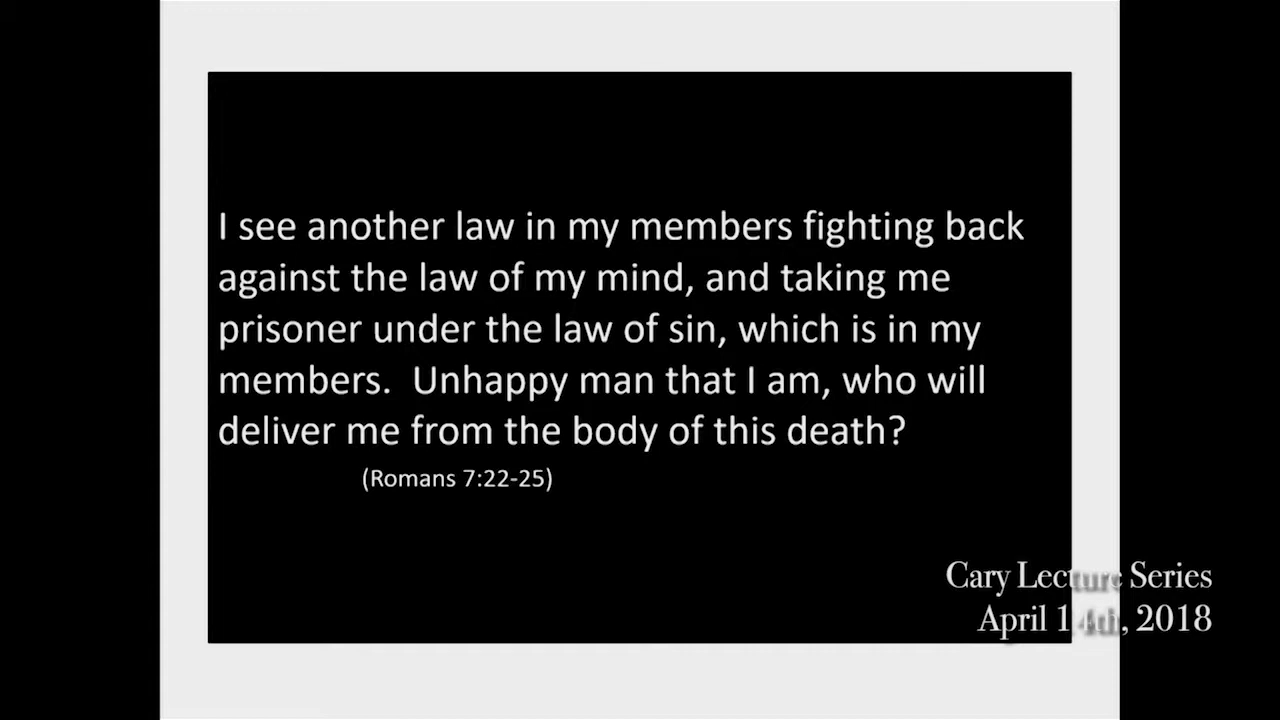 I see another law in my members fighting back
against the law of my mind, and taking me
prisoner under the law of sin, which is in my
members.  Unhappy man that I am, who will
deliver me from the body of this death?
(Romans 7:22-25)
Cary Lecture Series
April 14th, 2018